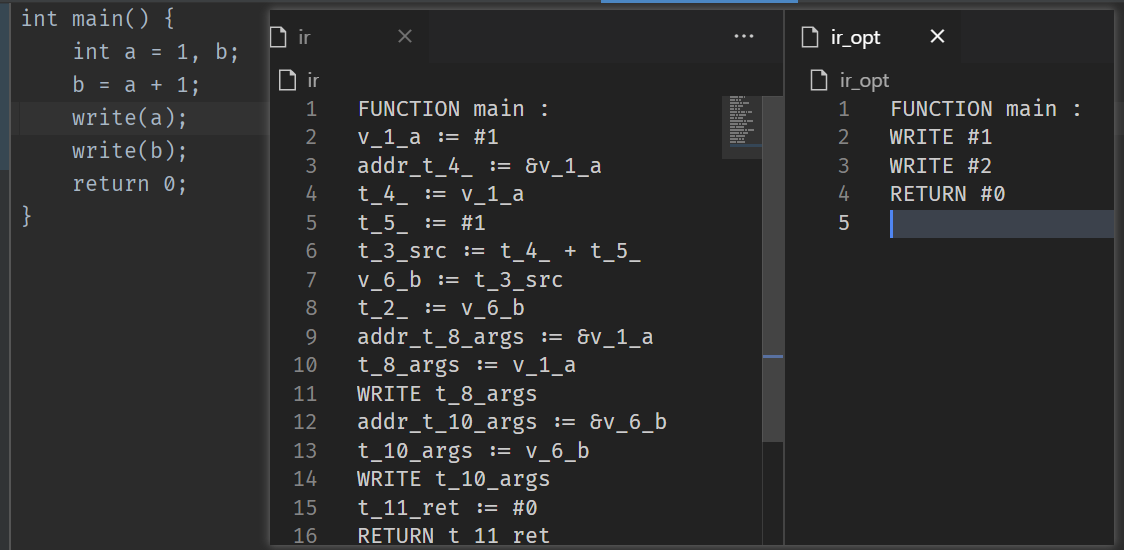 int main() {
    int a = 1, b;
    b = a + 1;
    write(a);
    write(b);
    return 0;
}
ir
ir
1 FUNCTION main :
2 v_1_a := #1
3 addr_t_4_ := &v_1_a
4 t_4_ := v_1_a
5 t_5_ := #1
6 t_3_src := t_4_ + t_5_
7 v_6_b := t_3_src
8 t_2_ := v_6_b
9 addr_t_8_args := &v_1_a
10 t_8_args := v_1_a
11 WRITE t_8_args
12 addr_t_10_args := &v_6_b
13 t_10_args := v_6_b
14 WRITE t_10_args
15 t_11_ret := #0
16 RETURN t_11_ret
ir_opt
ir_opt
1 FUNCTION main :
2 WRITE #1
3 WRITE #2
4 RETURN #0
5